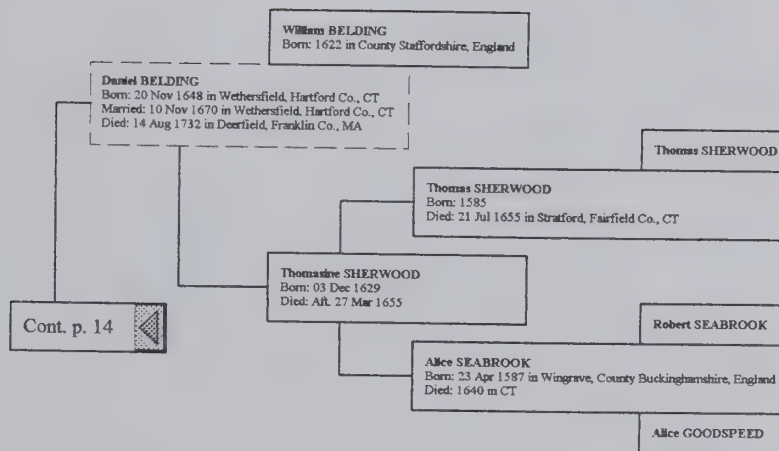 William BELDING
Born: 1622 in County Staffordshire, England
Daniel BELDING
Born: 20 Nov 1648 in Wethersfield, Hartford Co., CT
Married: 10 Nov 1670 in Wethersfield, Hartford Co., CT
Died: 14 Aug 1732 in Deerfield, Franklin Co., MA
Thomas SHERWOOD
Thomas SHERWOOD
Born: 1585
Died: 21 Jul 1655 in Stratford, Fairfield Co., CT
Thomasine SHERWOOD
Born: 03 Dec 1629
Died: Aft. 27 Mar 1655
Cont. p. 14
Robert SEABROOK
Alice SEABROOK
Born: 23 Apr 1587 in Wingrave, County Buckinghamshire, England
Died: 1640 in CT
Alice GOODSPEED